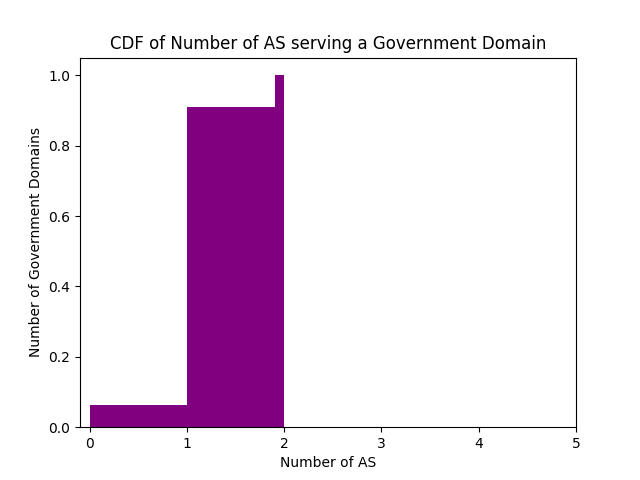 CDF of Number of AS serving a Government Domain
1.0
0.8
0.6
0.4
0.2
0.0
Number of Government Domains
0 1 2 3 4 5
Number of AS